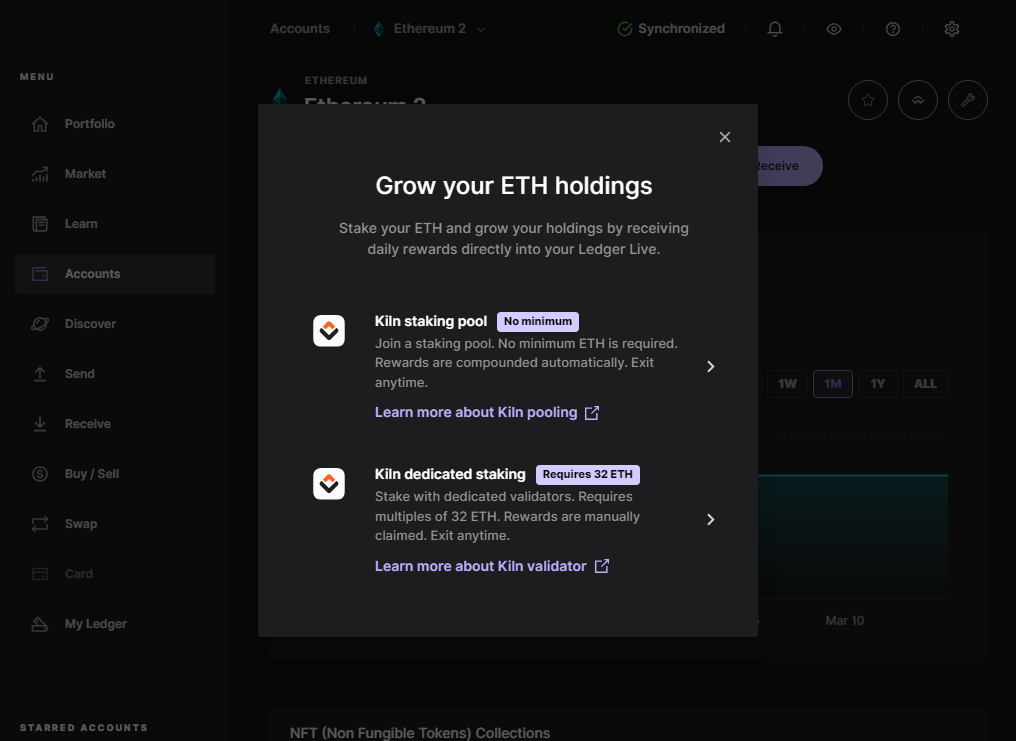 Accounts / Ethereum 2
Synchronized
MENU
ETHEREUM
Ethereum 2
Portfolio
Market
Learn
Accounts
Discover
Send
Receive
Buy / Sell
Swap
Card
My Ledger
STARRED ACCOUNTS
Receive
Grow your ETH holdings
Stake your ETH and grow your holdings by receiving
daily rewards directly into your Ledger Live.
Kiln staking pool No minimum
Join a staking pool. No minimum ETH is required.
Rewards are compounded automatically. Exit
anytime.
Learn more about Kiln pooling
Kiln dedicated staking Requires 32 ETH
Stake with dedicated validators. Requires
multiples of 32 ETH. Rewards are manually
claimed. Exit anytime.
Learn more about Kiln validator
1W 1M 1Y ALL
Mar 10
NFT (Non Fungible Tokens) Collections